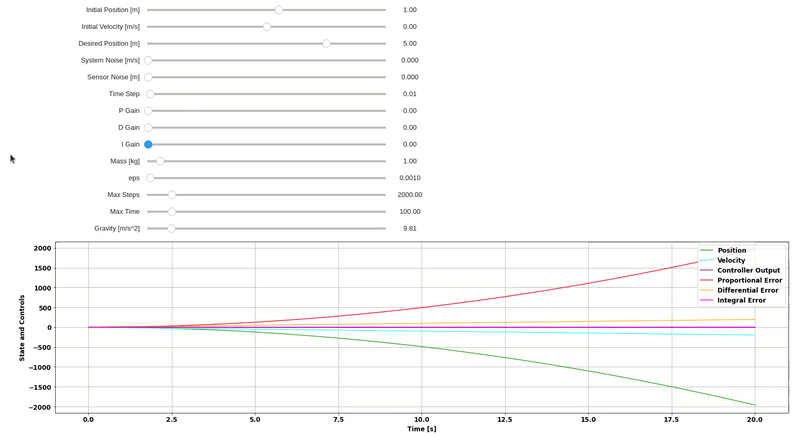 Initial Position [m] 1.00
Initial Velocity [m/s] 0.00
Desired Position [m] 5.00
System Noise [m/s] 0.000
Sensor Noise [m] 0.000
Time Step 0.01
P Gain 0.00
D Gain 0.00
I Gain 0.00
Mass [kg] 1.00
eps 0.0010
Max Steps 2000.00
Max Time 100.00
Gravity [m/s^2] 9.81
2000
1500
1000
500
0
−500
−1000
−1500
−2000
State and Controls
Position
Velocity
Controller Output
Proportional Error
Differential Error
Integral Error
0.0 2.5 5.0 7.5 10.0 12.5 15.0 17.5 20.0
Time [s]